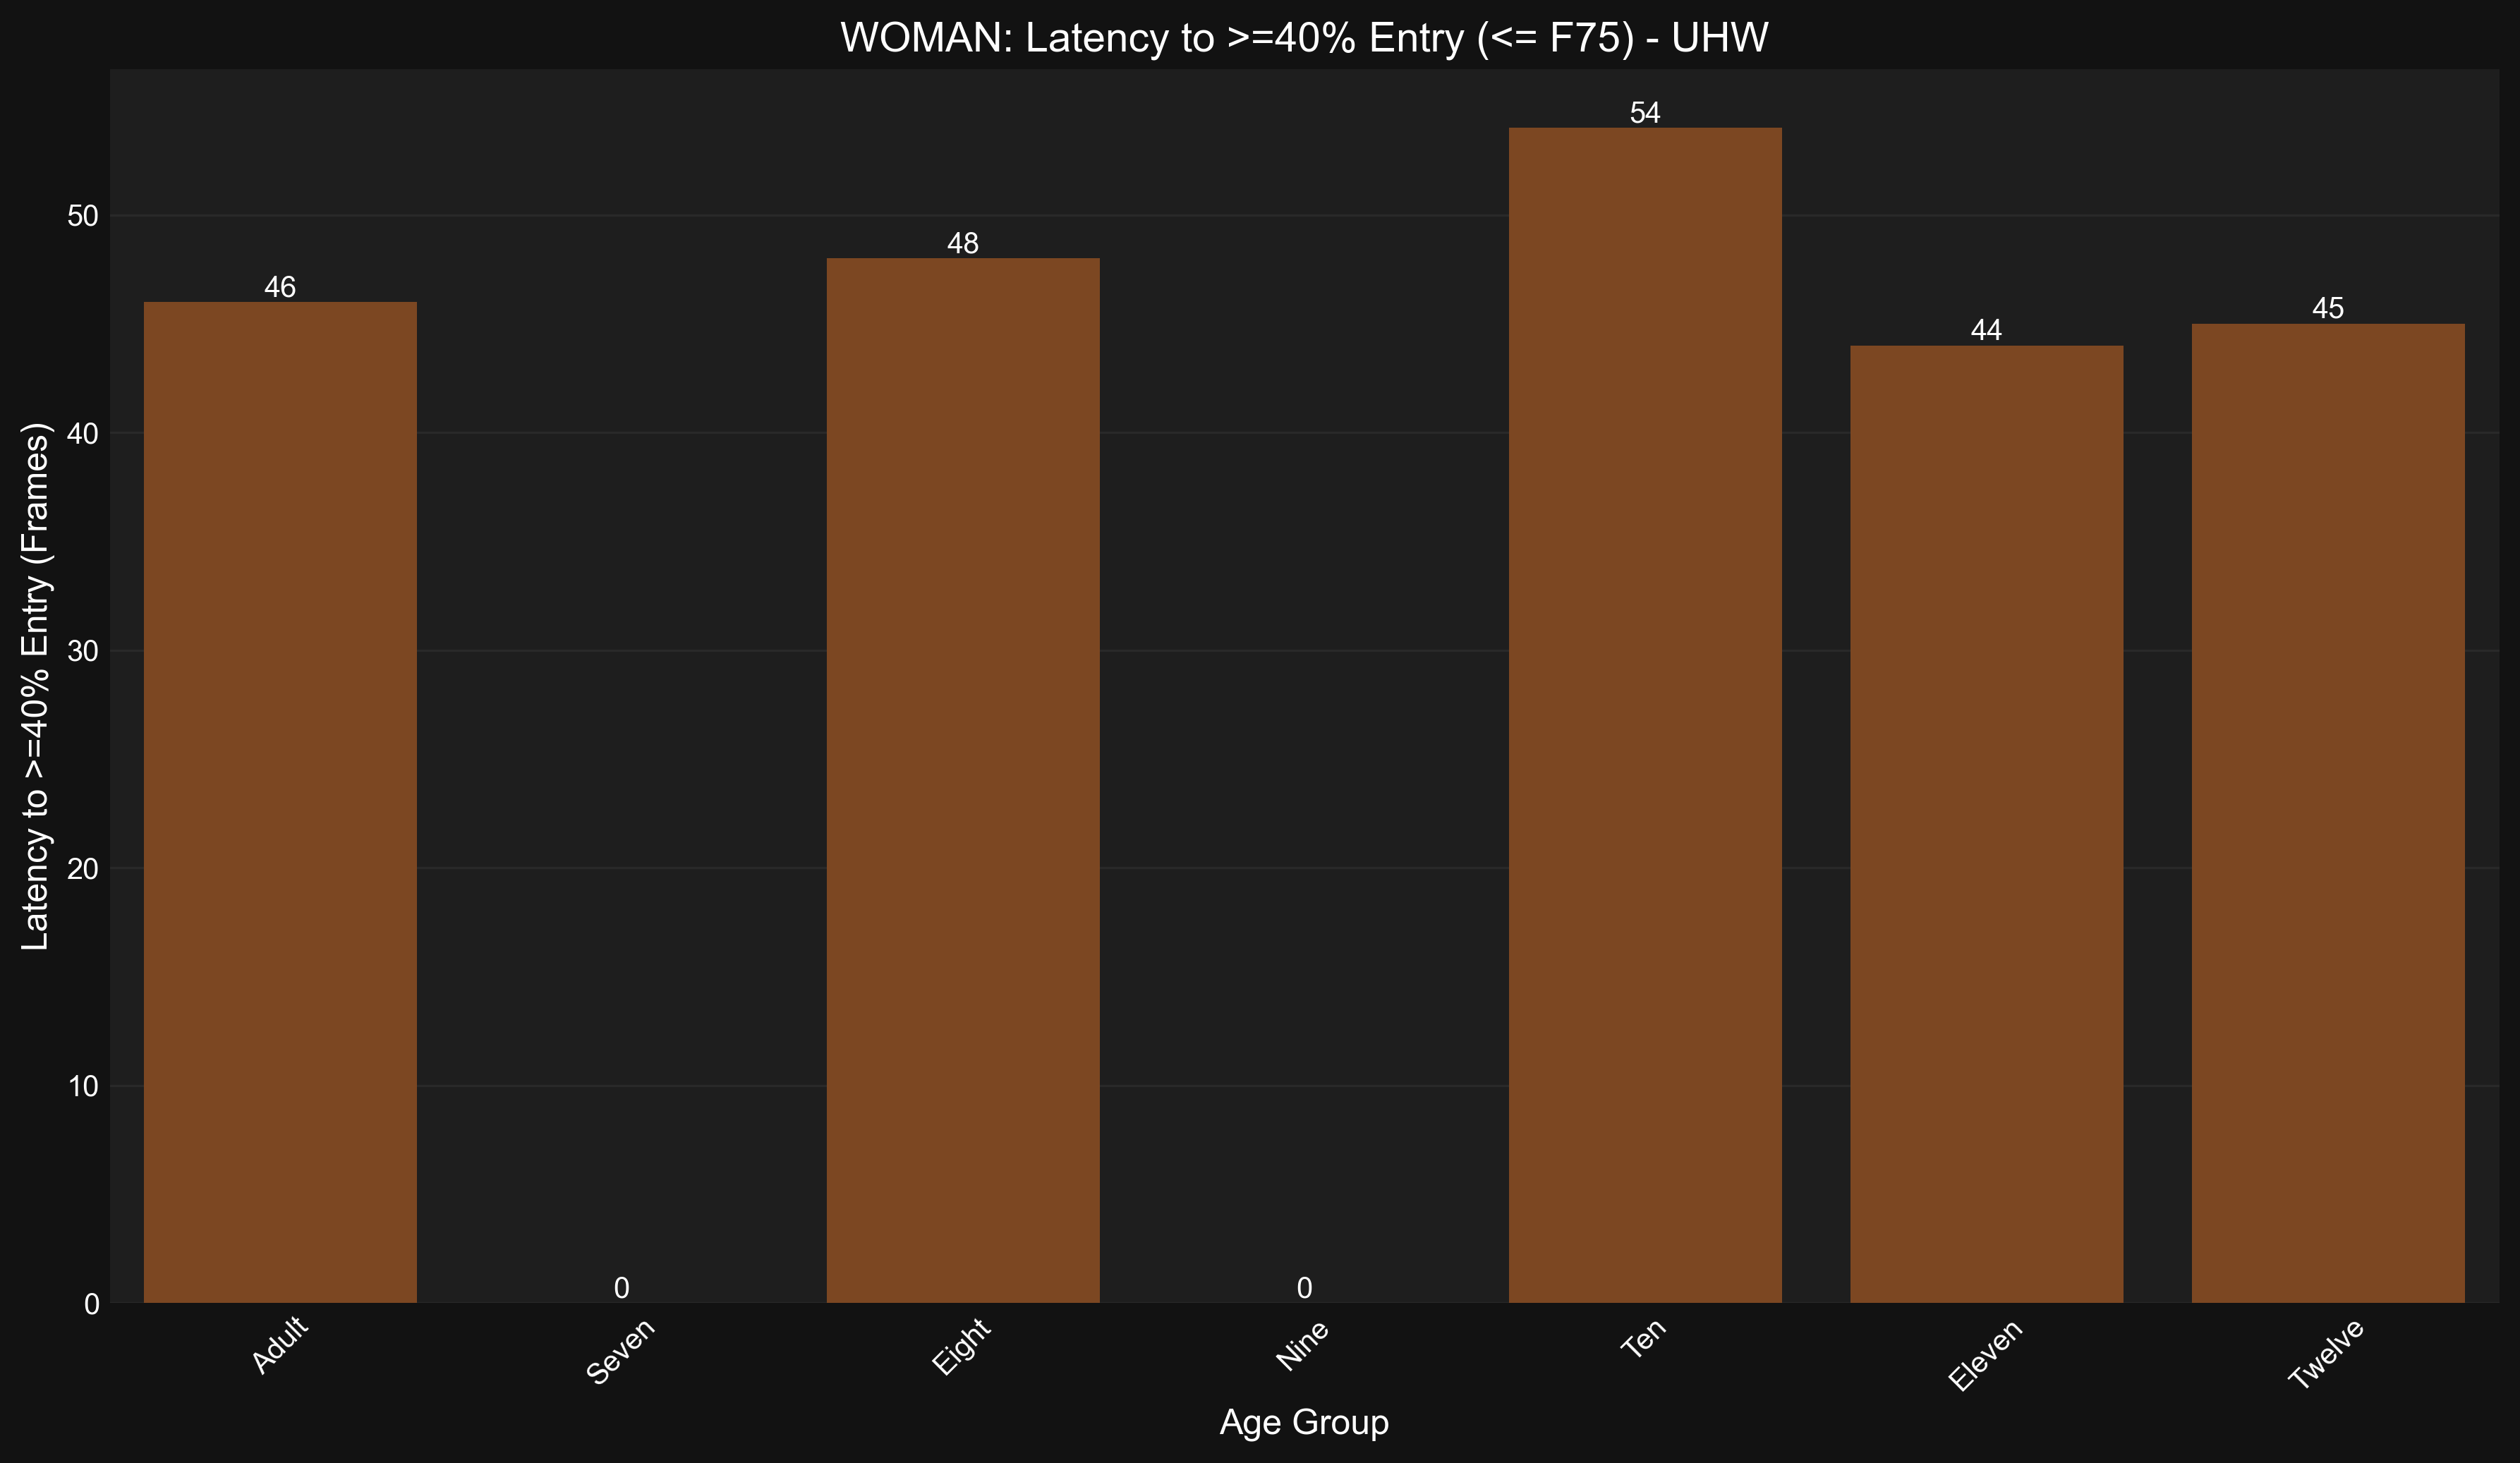 WOMAN: Latency to >=40% Entry (<= F75) - UHW
Latency to >=40% Entry (Frames)
50
40
30
20
10
0
46
0
48
0
54
44
45
Adult
Seven
Eight
Nine
Ten
Eleven
Twelve
Age Group